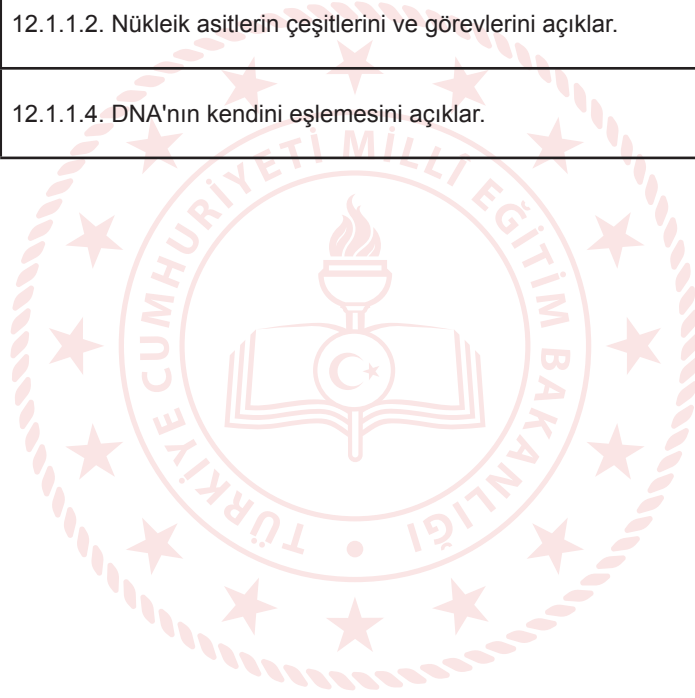 12.1.1.2. Nükleik asitlerin çeşitlerini ve görevlerini açıklar.
12.1.1.4. DNA'nın kendini eşlemesini açıklar.
TÜRKİYE CUMHURİYETİ MİLLİ EĞİTİM BAKANLIĞI